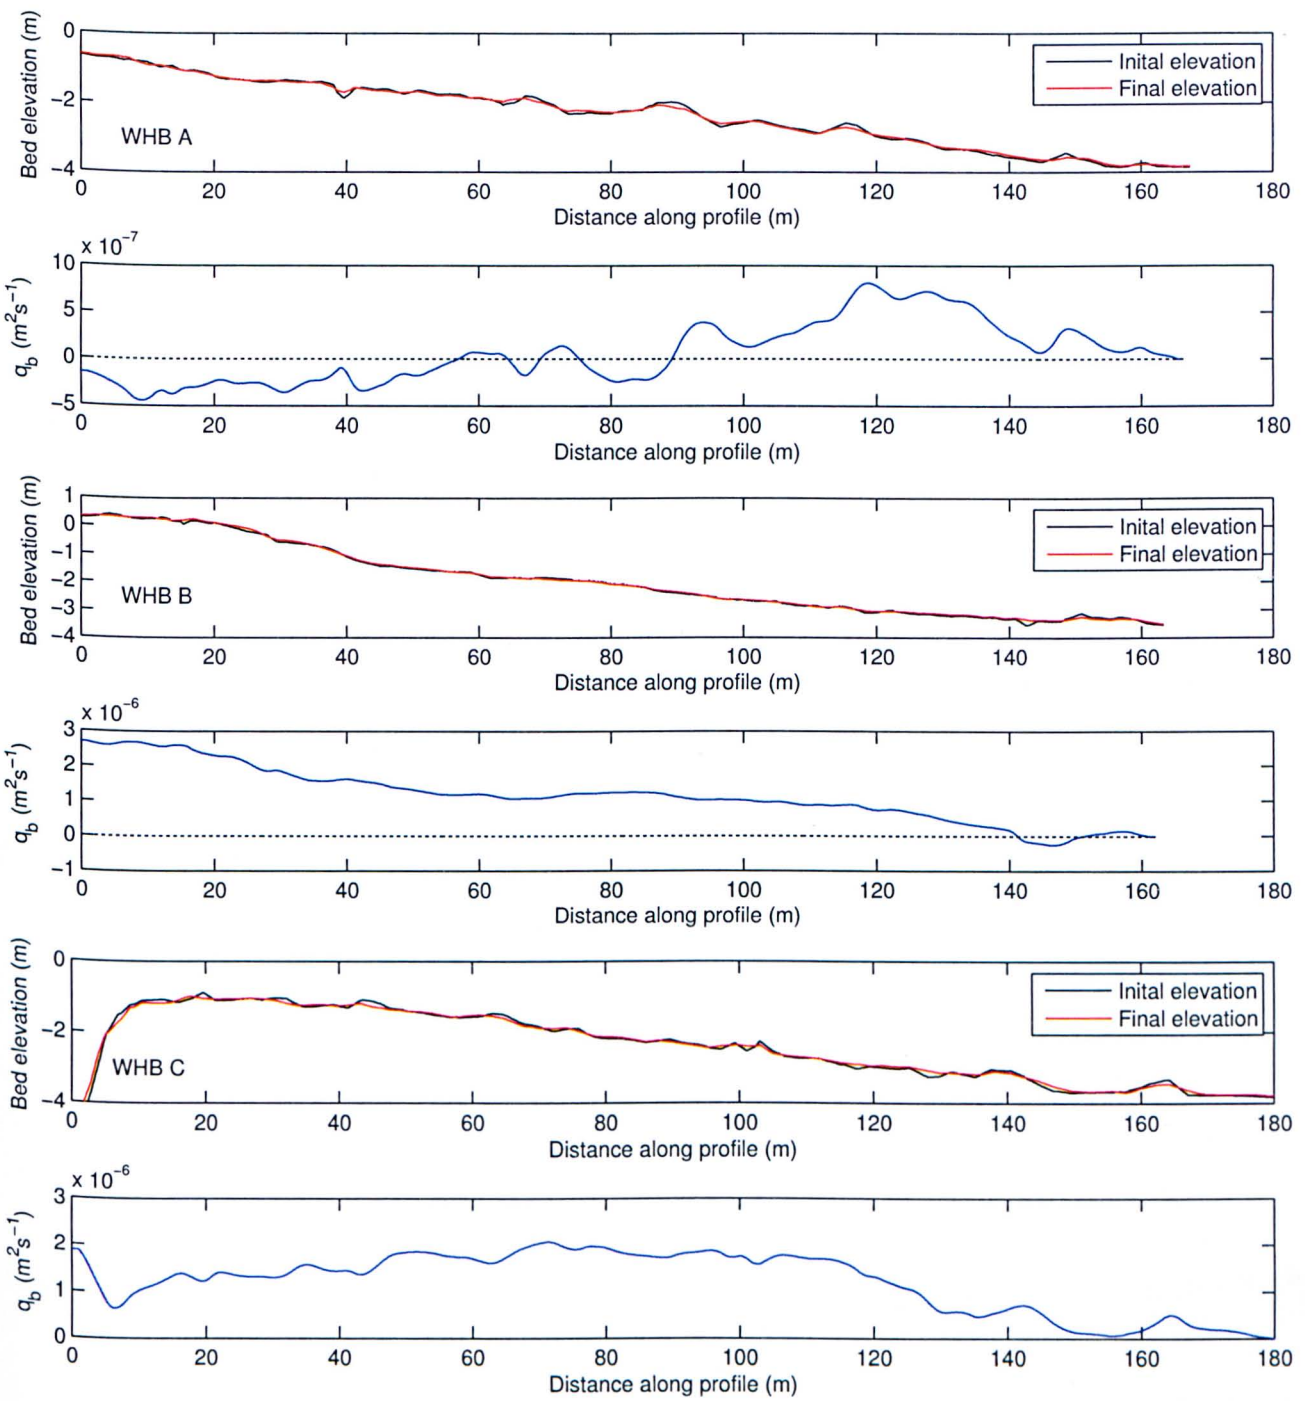 0
−2
−4
Bed elevation (m)
WHB A
Inital elevation
Final elevation
0 20 40 60 80 100 120 140 160 180
Distance along profile (m)
x 10−7
10
5
0
−5
qb (m2s−1)
0 20 40 60 80 100 120 140 160 180
Distance along profile (m)
1
0
−1
−2
−3
−4
Bed elevation (m)
WHB B
Inital elevation
Final elevation
0 20 40 60 80 100 120 140 160 180
Distance along profile (m)
x 10−6
3
2
1
0
−1
qb (m2s−1)
0 20 40 60 80 100 120 140 160 180
Distance along profile (m)
0
−2
−4
Bed elevation (m)
WHB C
Inital elevation
Final elevation
0 20 40 60 80 100 120 140 160 180
Distance along profile (m)
x 10−6
3
2
1
0
qb (m2s−1)
0 20 40 60 80 100 120 140 160 180
Distance along profile (m)